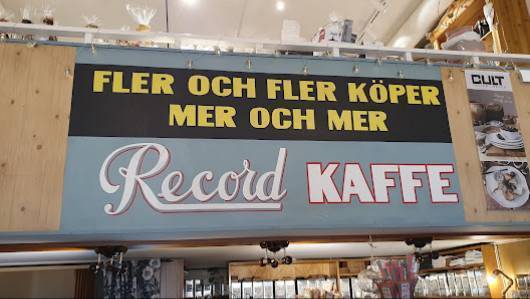 FLER OCH FLER KÖPER
MER OCH MER
Record KAFFE
CULT